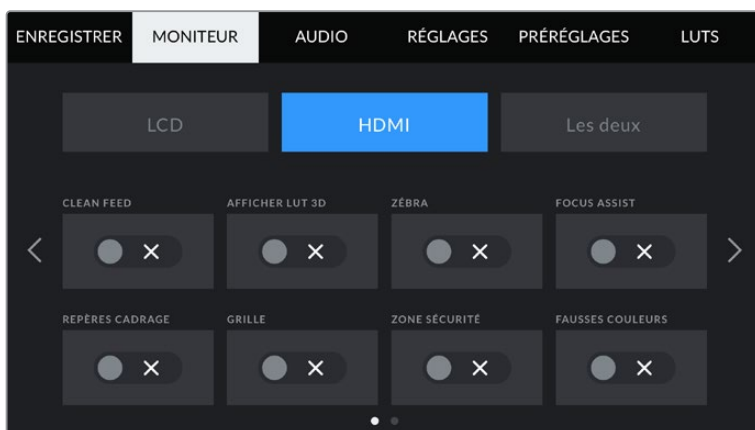 ENREGISTRER MONITEUR AUDIO RÉGLAGES PRÉRÉGLAGES LUTS
LCD HDMI Les deux
CLEAN FEED AFFICHER LUT 3D ZÉBRA FOCUS ASSIST
REPÈRES CADRAGE GRILLE ZONE SÉCURITÉ FAUSSES COULEURS